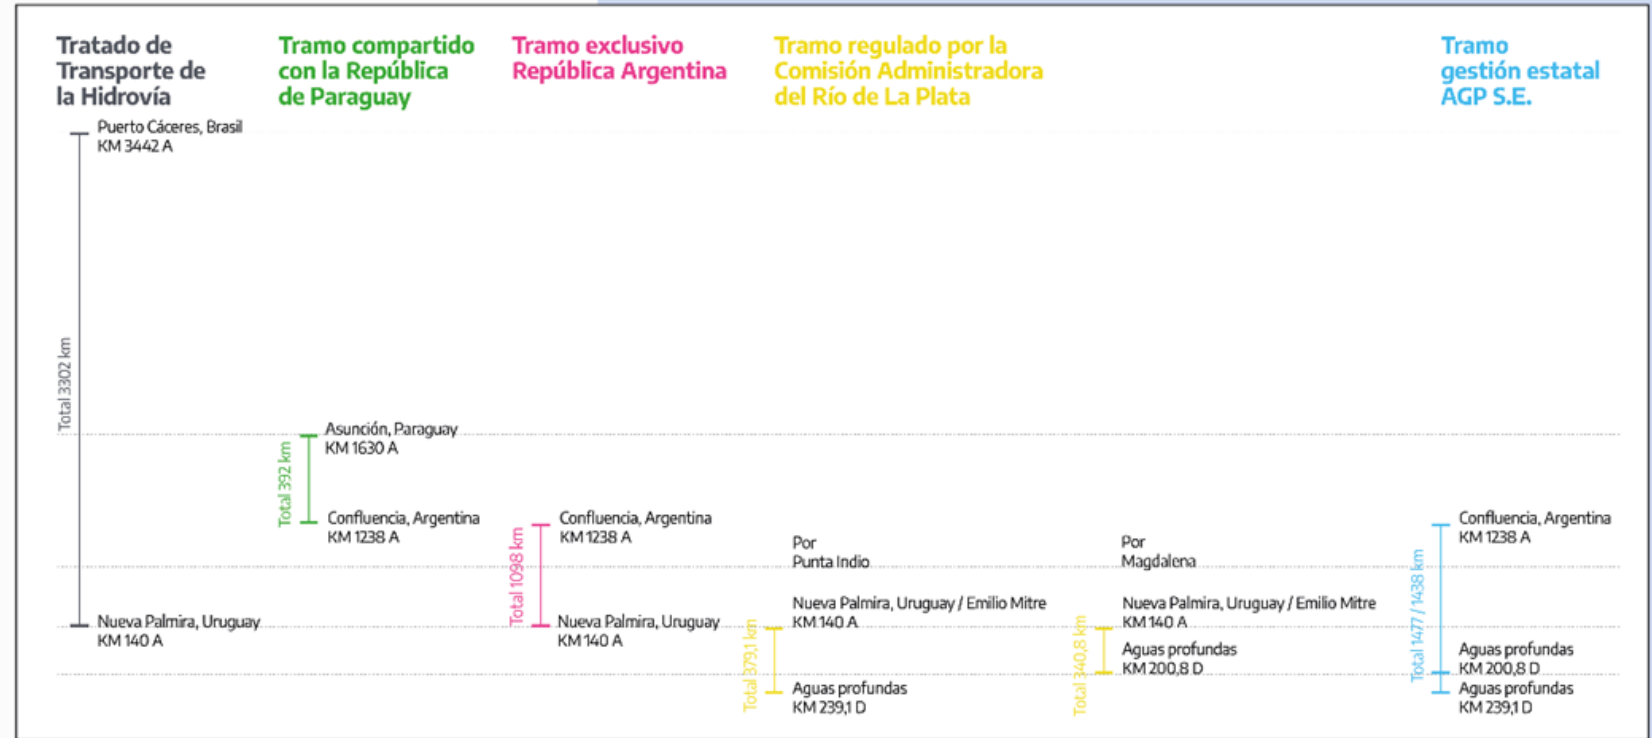 Tratado de
Transporte de
la Hidrovía
Tramo compartido
con la República
de Paraguay
Tramo exclusivo
República Argentina
Tramo regulado por la
Comisión Administradora
del Río de La Plata
Tramo
gestión estatal
AGP S.E.
Puerto Cáceres, Brasil
KM 3442 A
Total 3302 km
Nueva Palmira, Uruguay
KM 140 A
Asunción, Paraguay
KM 1630 A
Total 392 km
Confluencia, Argentina
KM 1238 A
Confluencia, Argentina
KM 1238 A
Total 1098 km
Nueva Palmira, Uruguay
KM 140 A
Por
Punta Indio
Nueva Palmira, Uruguay / Emilio Mitre
KM 140 A
Total 379,1 km
Aguas profundas
KM 239,1 D
Por
Magdalena
Nueva Palmira, Uruguay / Emilio Mitre
KM 140 A
Total 340,8 km
Aguas profundas
KM 200,8 D
Confluencia, Argentina
KM 1238 A
Total 1477 / 1438 km
Aguas profundas
KM 200,8 D
Aguas profundas
KM 239,1 D